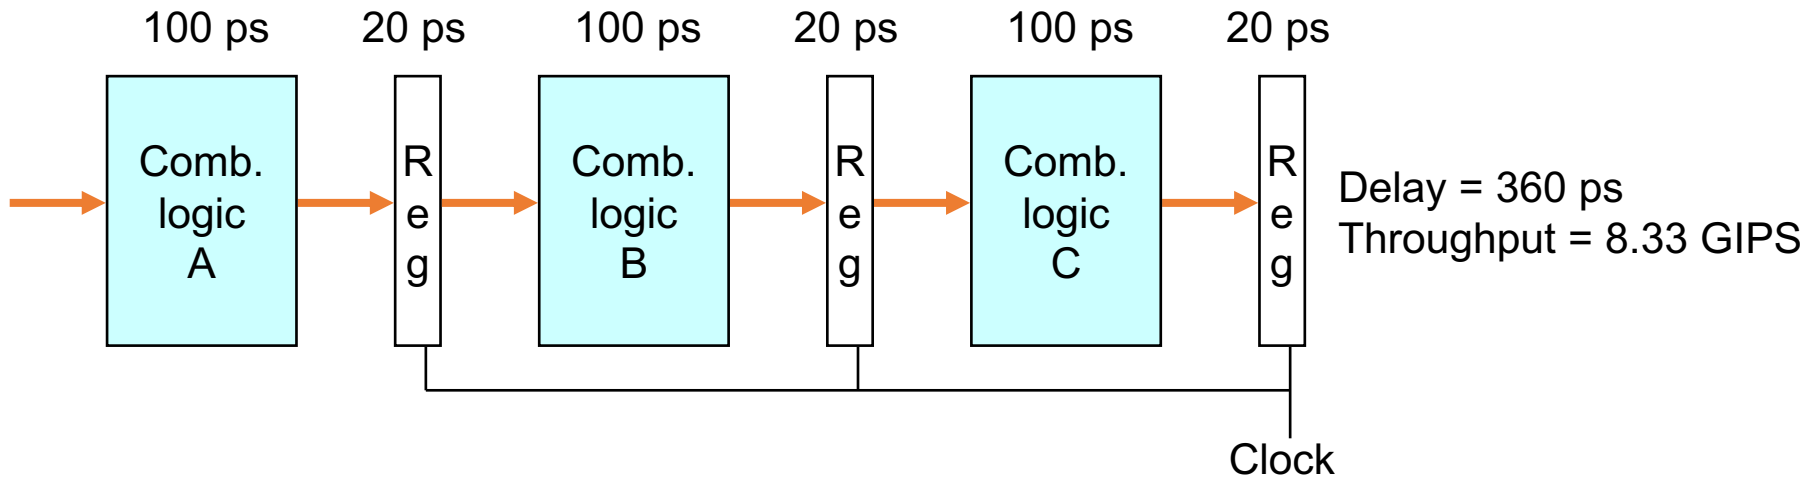 100 ps
20 ps
100 ps
20 ps
100 ps
20 ps
Comb.
logic
A
R
e
g
Comb.
logic
B
R
e
g
Comb.
logic
C
R
e
g
Delay = 360 ps
Throughput = 8.33 GIPS
Clock